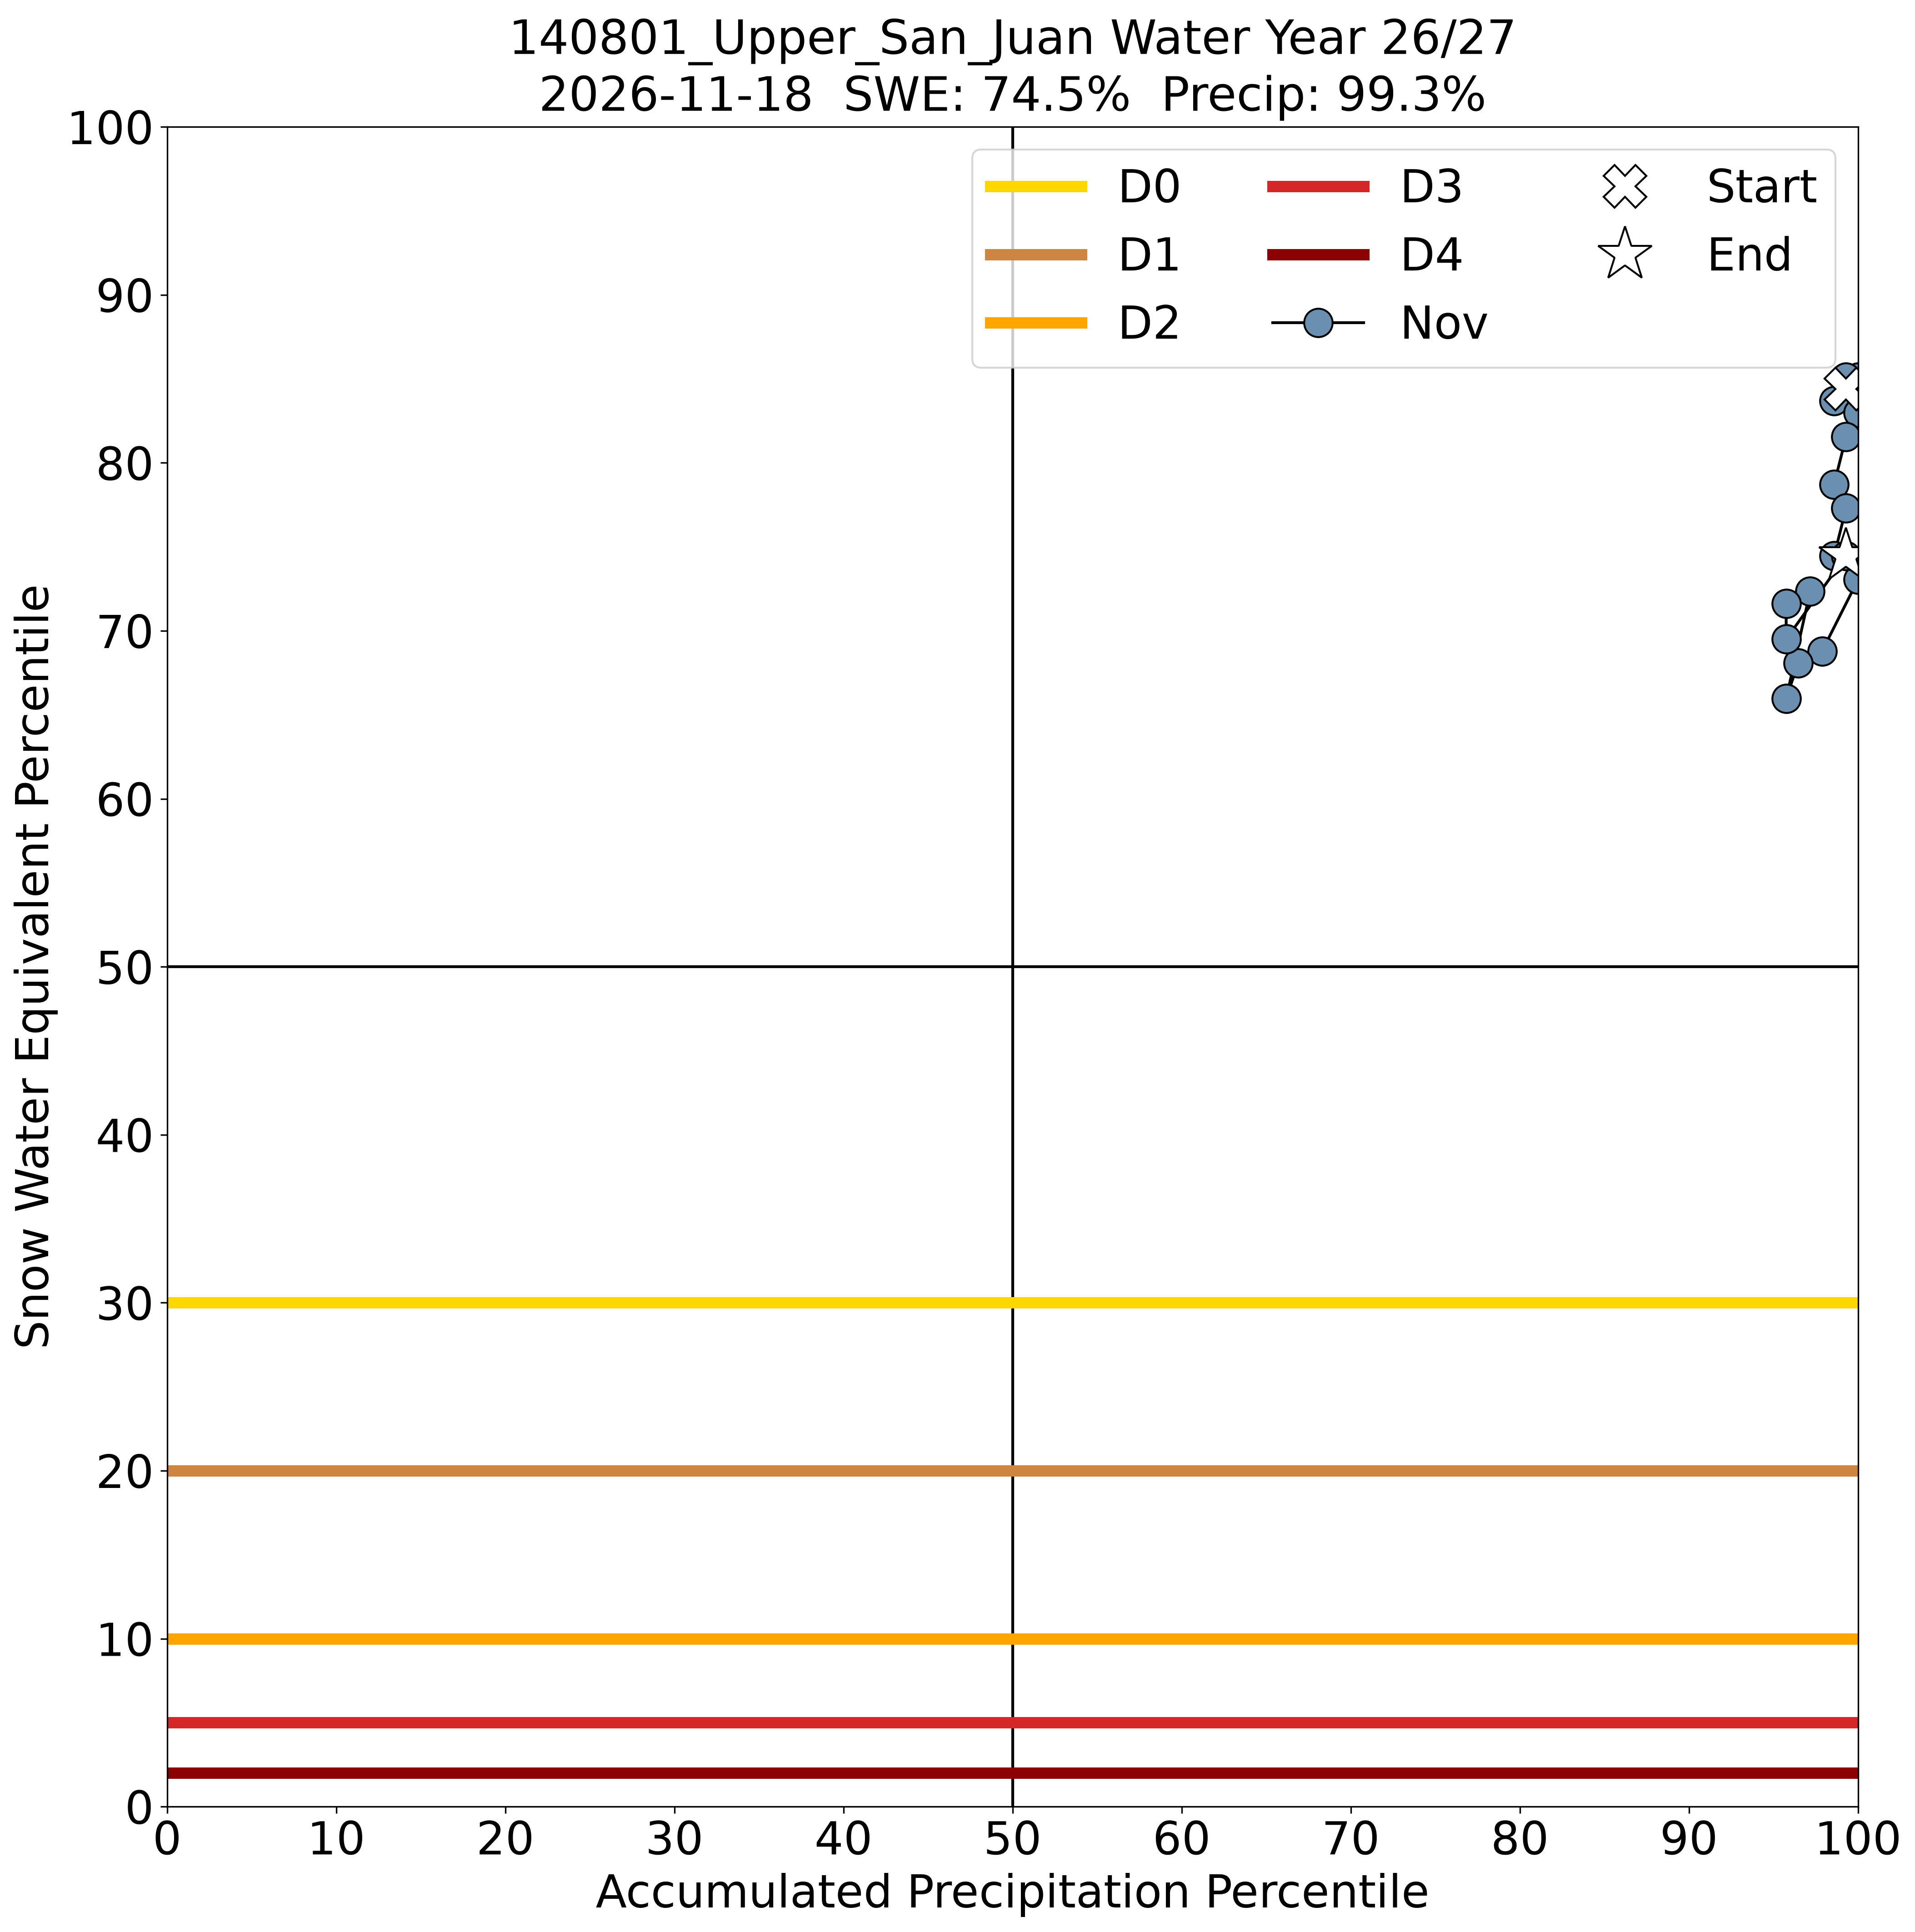 140801_Upper_San_Juan Water Year 26/27
2026-11-18  SWE: 74.5%  Precip: 99.3%
D0
D1
D2
D3
D4
Nov
Start
End
Snow Water Equivalent Percentile
100
90
80
70
60
50
40
30
20
10
0
0 10 20 30 40 50 60 70 80 90 100
Accumulated Precipitation Percentile